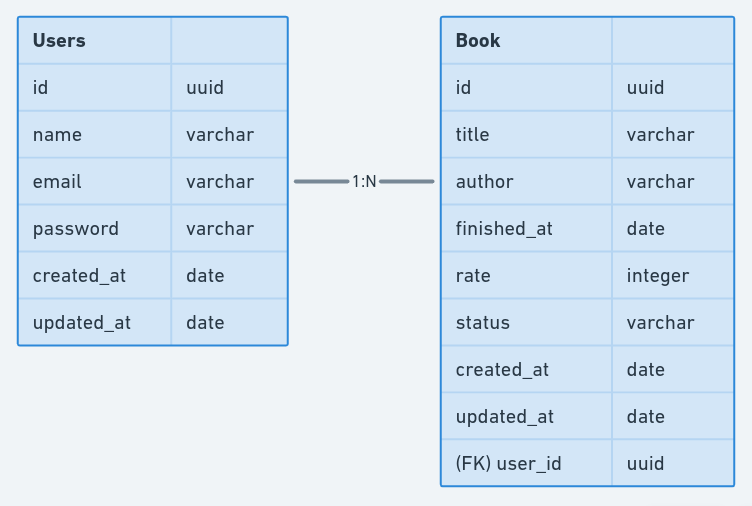 Users
id uuid
name varchar
email varchar
password varchar
created_at date
updated_at date
1:N
Book
id uuid
title varchar
author varchar
finished_at date
rate integer
status varchar
created_at date
updated_at date
(FK) user_id uuid